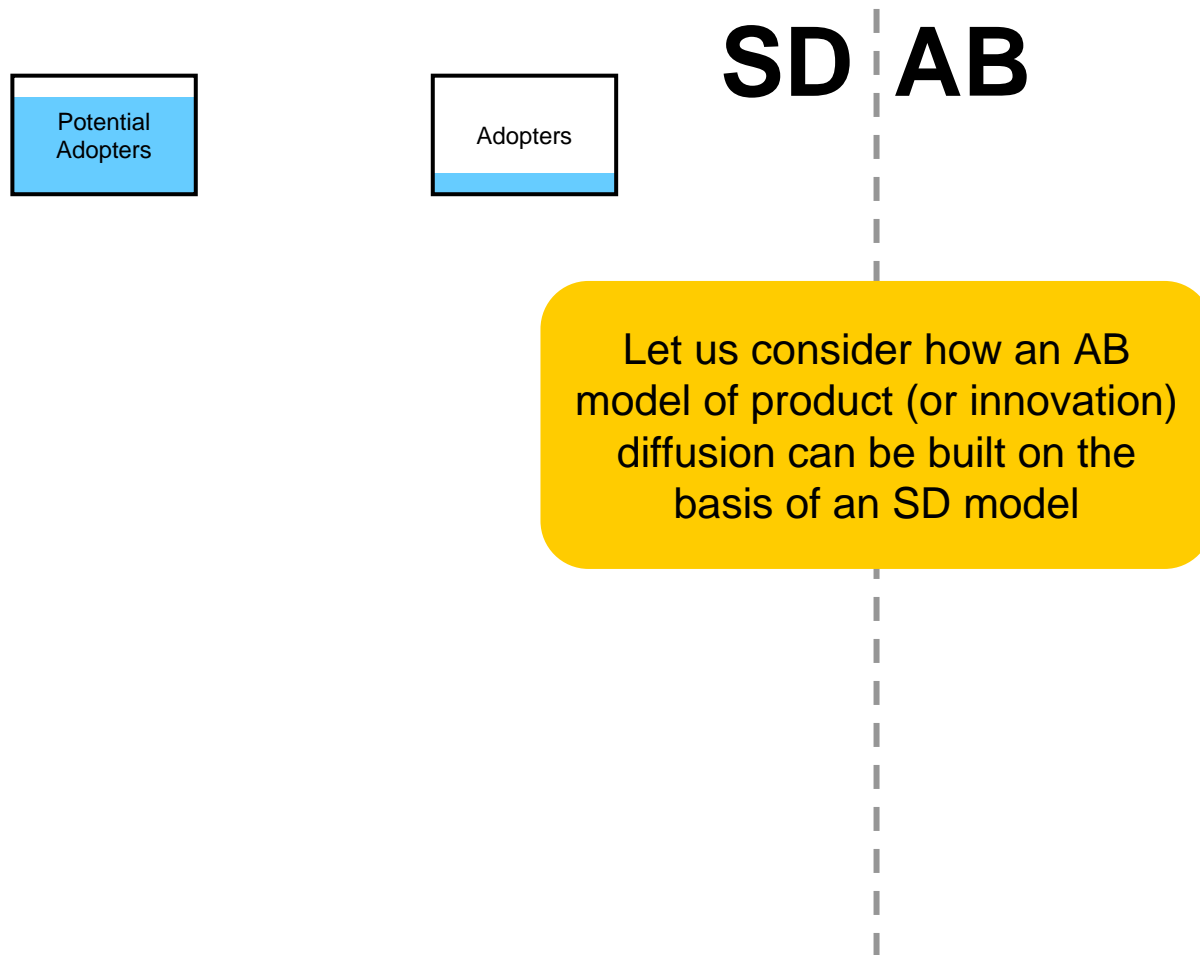 SD AB
Potential
Adopters
Adopters
Let us consider how an AB
model of product (or innovation)
diffusion can be built on the
basis of an SD model